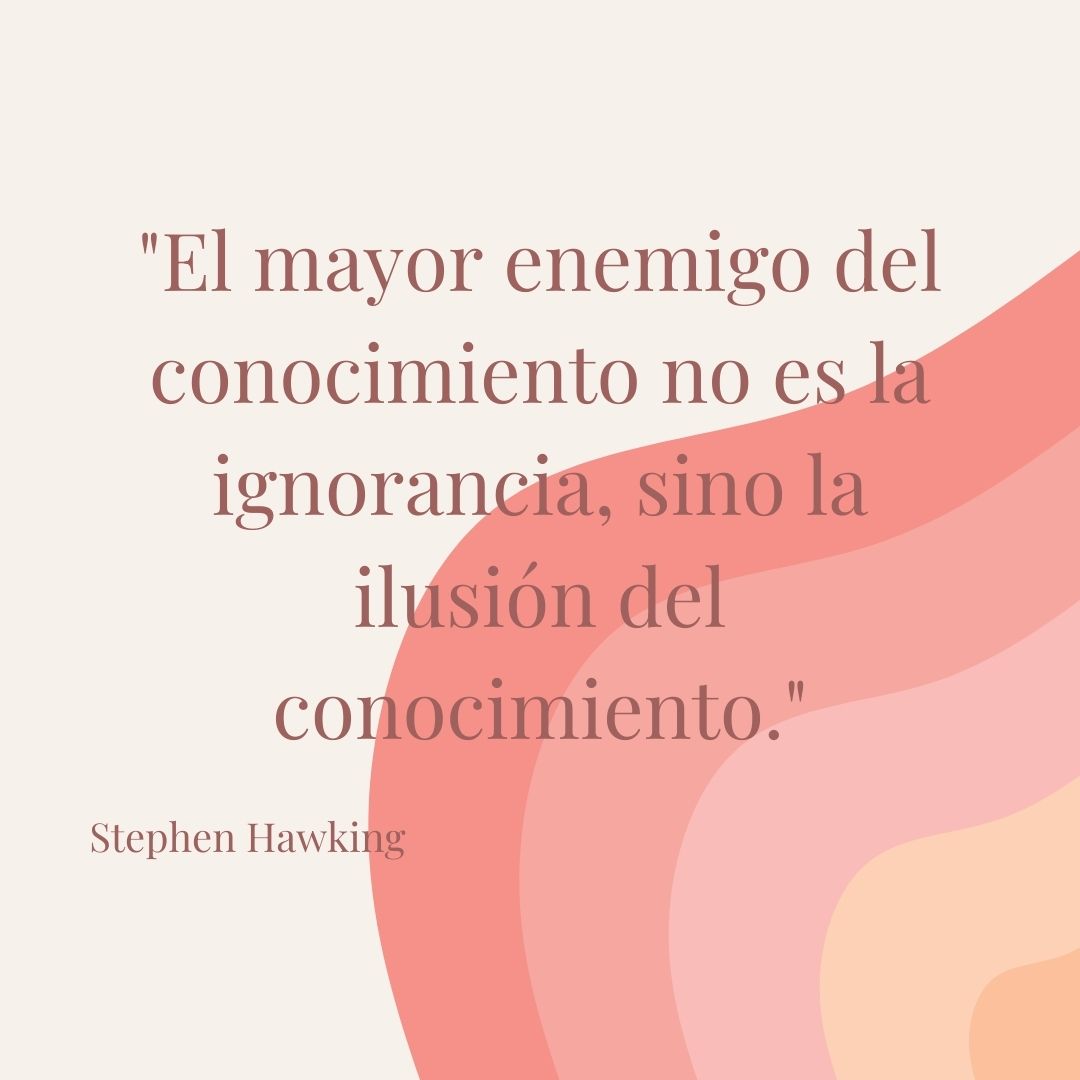 "El mayor enemigo del
conocimiento no es la
ignorancia, sino la
ilusión del
conocimiento."
Stephen Hawking